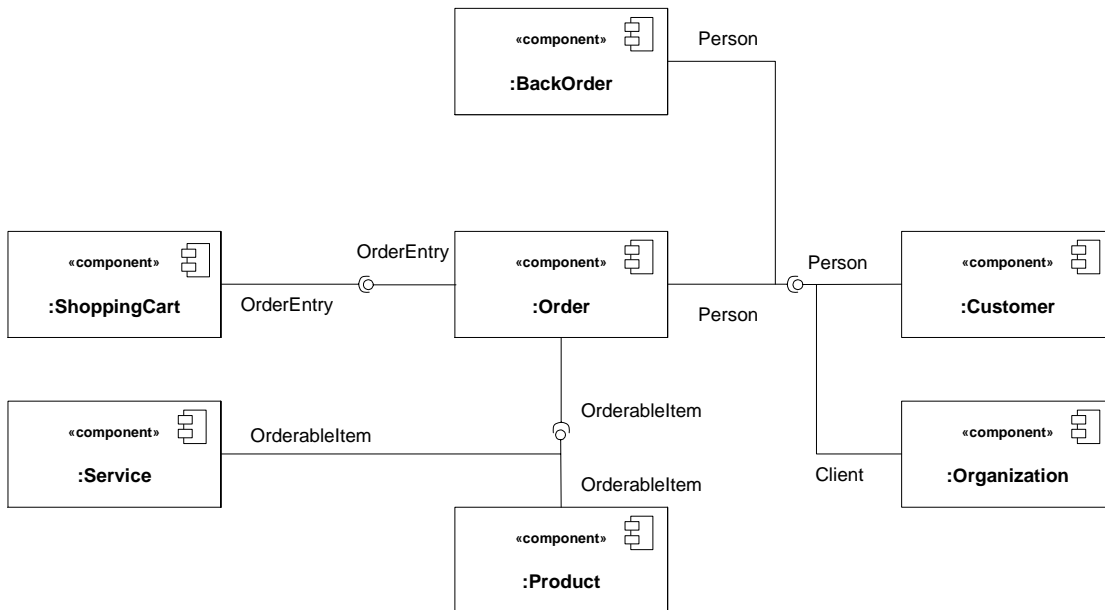 «component»
:BackOrder
Person
«component»
:ShoppingCart
OrderEntry
OrderEntry
«component»
:Order
Person
Person
«component»
:Customer
«component»
:Service
OrderableItem
OrderableItem
OrderableItem
«component»
:Product
Client
«component»
:Organization